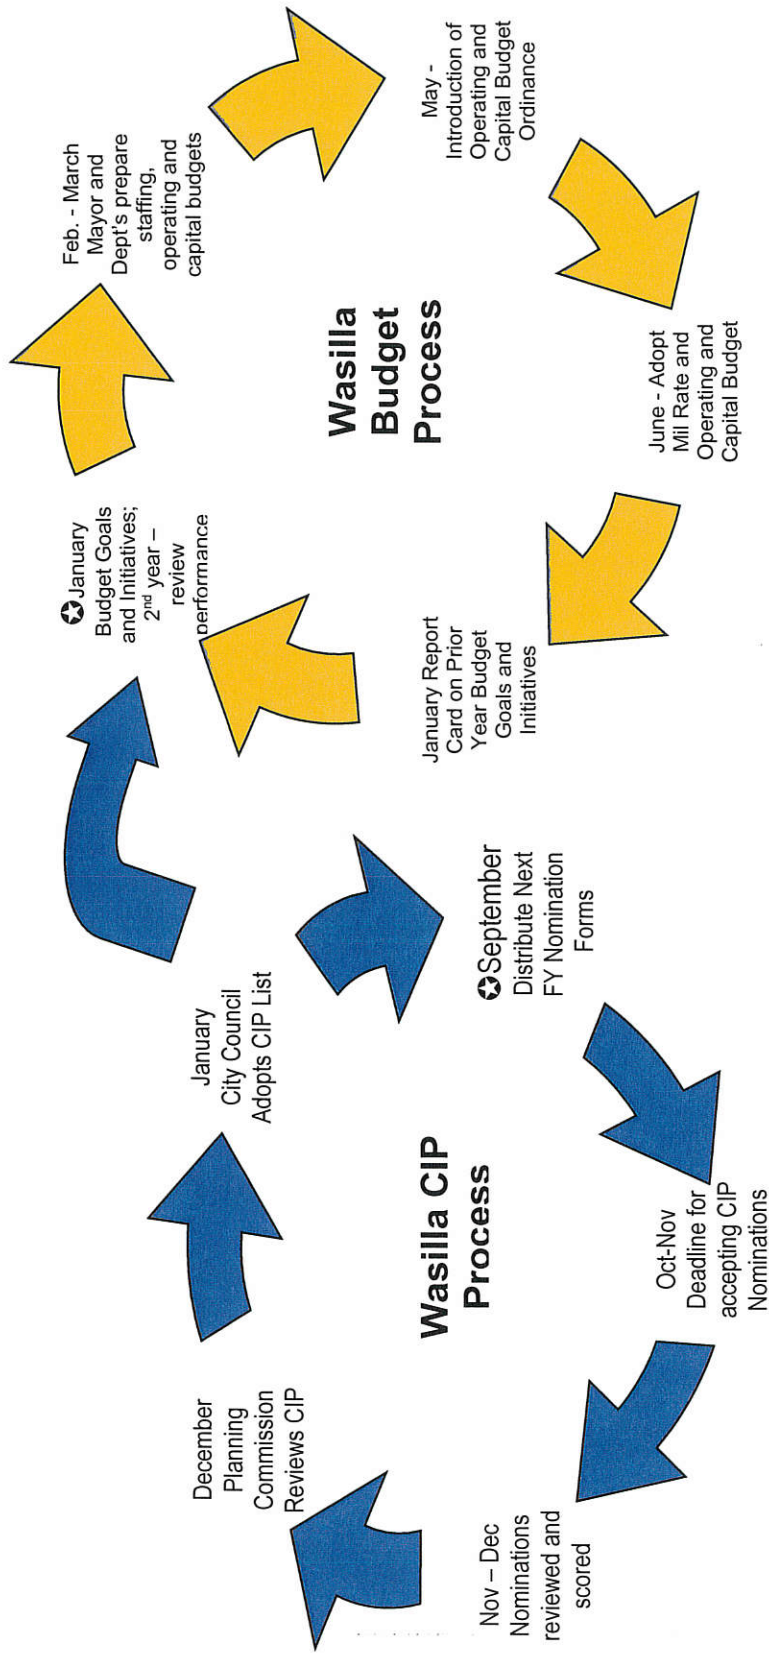 Wasilla CIP
Process
✪September
Distribute Next
FY Nomination
Forms
Oct-Nov
Deadline for
accepting CIP
Nominations
Nov – Dec
Nominations
reviewed and
scored
December
Planning
Commission
Reviews CIP
January
City Council
Adopts CIP List
Wasilla
Budget
Process
✪January
Budget Goals
and Initiatives;
2nd year –
review
performance
Feb. - March
Mayor and
Dept's prepare
staffing,
operating and
capital budgets
May -
Introduction of
Operating and
Capital Budget
Ordinance
June - Adopt
Mil Rate and
Operating and
Capital Budget
January Report
Card on Prior
Year Budget
Goals and
Initiatives